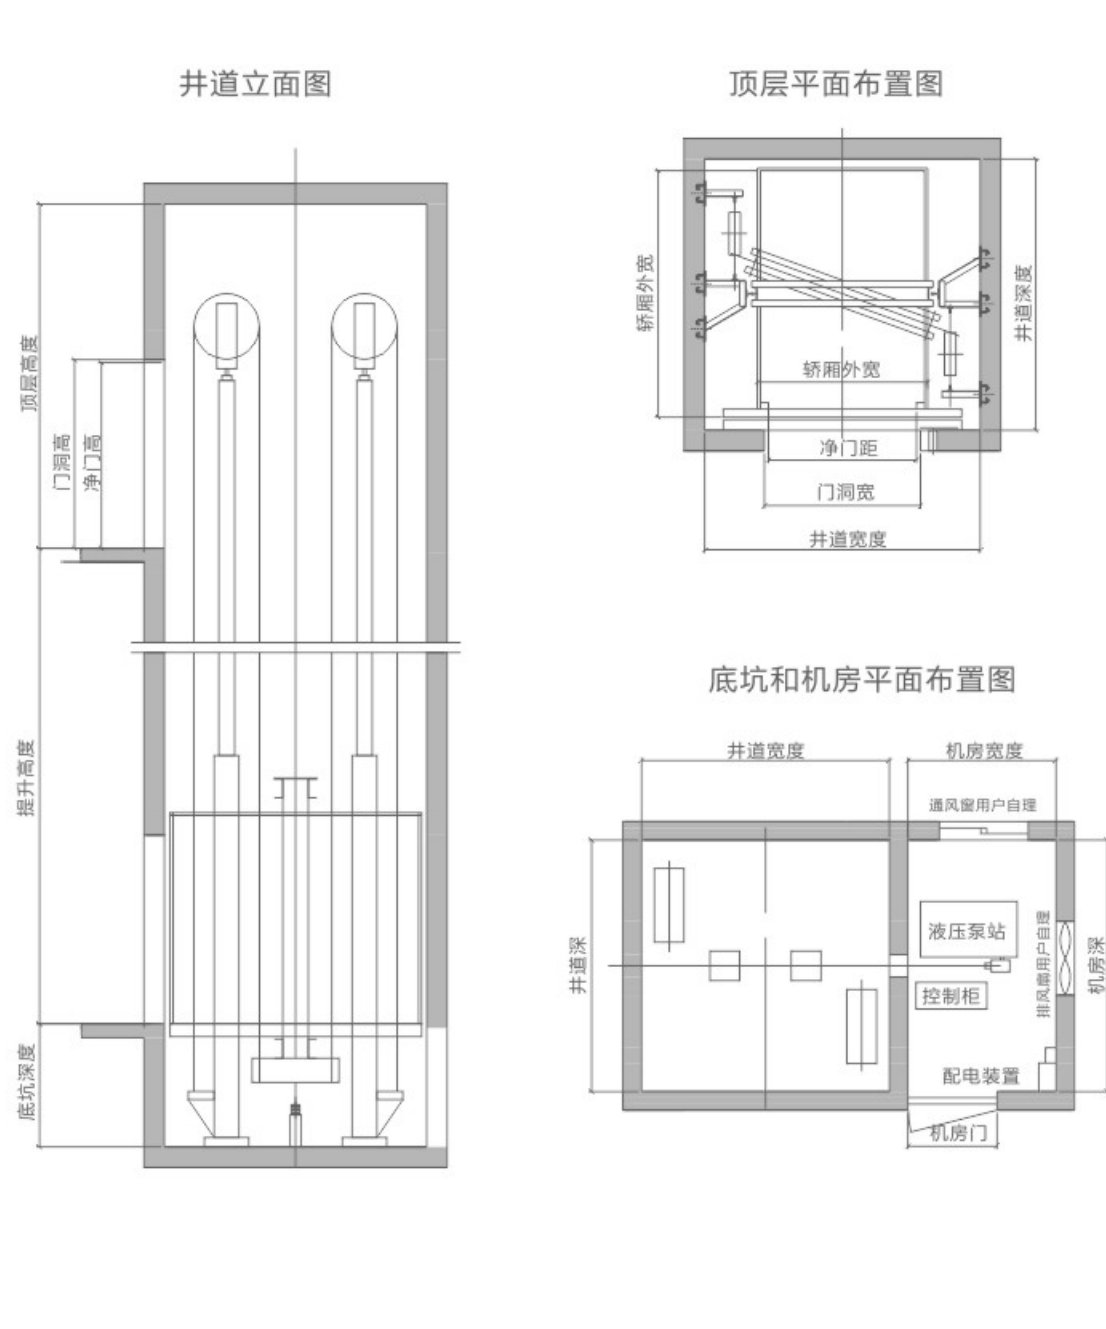 井道立面图
顶层高度
门洞高
净门高
提升高度
底坑深度
顶层平面布置图
轿厢外宽
井道深度
轿厢外宽
净门距
门洞宽
井道宽度
底坑和机房平面布置图
井道宽度
机房宽度
通风窗用户自理
井道深
液压泵站
控制柜
排风扇用户自理
机房深
配电装置
机房门